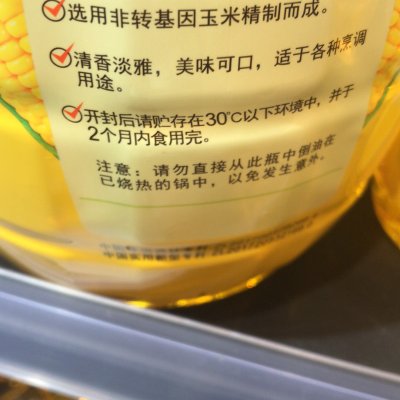 选用非转基因玉米精制而成。
清香淡雅，美味可口，适于各种烹调
用途。
开封后请贮存在30℃以下环境中，并于
2个月内食用完。
注意：请勿直接从此瓶中倒油在
已烧热的锅中，以免发生意外。